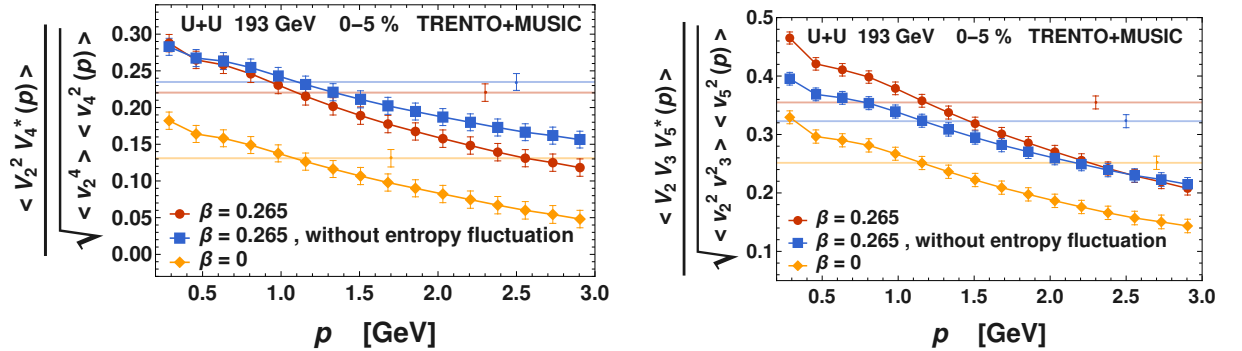 U+U 193 GeV 0–5 % TRENTO+MUSIC
< V₂² V₄* (p) >
√ < v₂⁴ > < v₄² (p) >
0.30
0.25
0.20
0.15
0.10
0.05
0.00
β = 0.265
β = 0.265 , without entropy fluctuation
β = 0
0.5 1.0 1.5 2.0 2.5 3.0
p [GeV]
U+U 193 GeV 0–5 % TRENTO+MUSIC
< V₂ V₃ V₅* (p) >
√ < v₂² v²₃ > < v₅² (p) >
0.5
0.4
0.3
0.2
0.1
β = 0.265
β = 0.265 , without entropy fluctuation
β = 0
0.5 1.0 1.5 2.0 2.5 3.0
p [GeV]